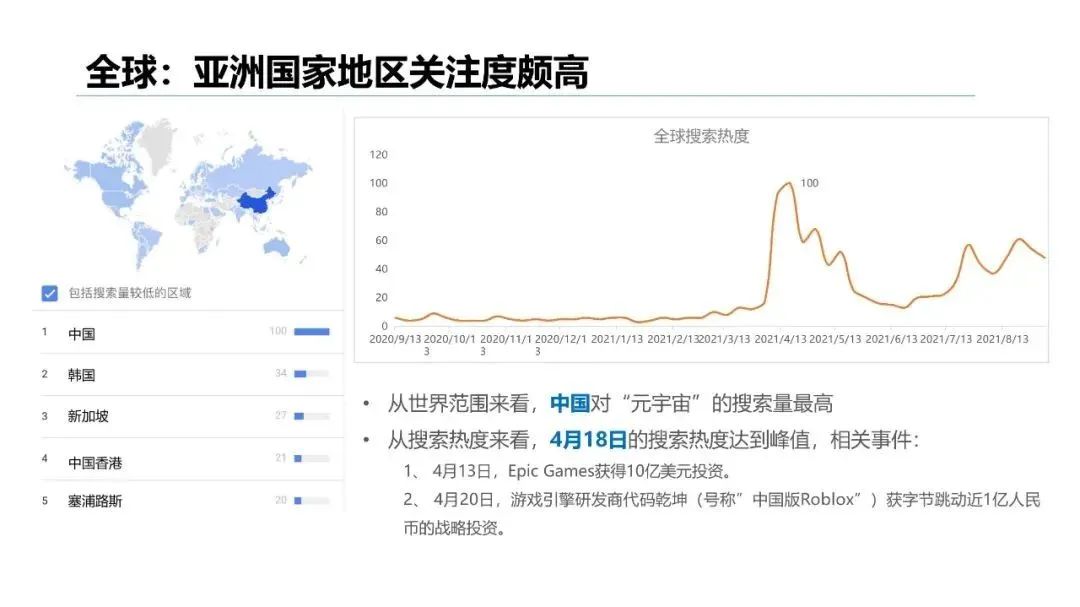 全球：亚洲国家地区关注度颇高
包括搜索量较低的区域
1 中国 100
2 韩国 34
3 新加坡 27
4 中国香港 21
5 塞浦路斯 20
全球搜索热度
120
100
80
60
40
20
0
100
2020/9/13 2020/10/13 2020/11/13 2020/12/13 2021/1/13 2021/2/13 2021/3/13 2021/4/13 2021/5/13 2021/6/13 2021/7/13 2021/8/13
• 从世界范围来看，中国对“元宇宙”的搜索量最高
• 从搜索热度来看，4月18日的搜索热度达到峰值，相关事件：
1、 4月13日，Epic Games获得10亿美元投资。
2、 4月20日，游戏引擎研发商代码乾坤（号称”中国版Roblox”）获字节跳动近1亿人民
币的战略投资。